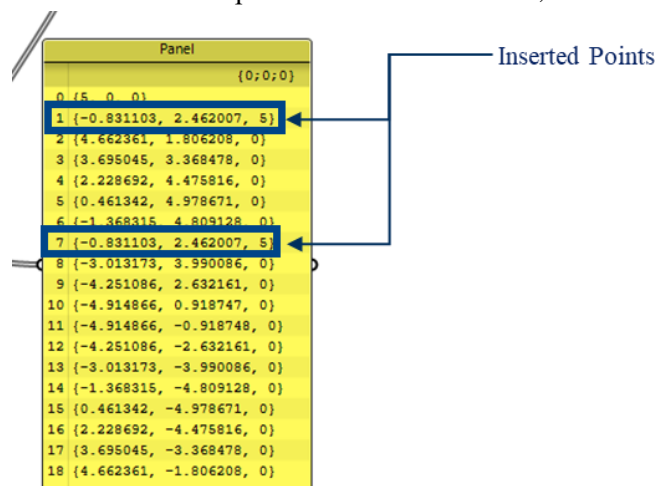 Panel
{0;0;0}
0 {5, 0, 0}
1 {-0.831103, 2.462007, 5}
2 {4.662361, 1.806208, 0}
3 {3.695045, 3.368478, 0}
4 {2.228692, 4.475816, 0}
5 {0.461342, 4.978671, 0}
6 {-1.368315, 4.809128, 0}
7 {-0.831103, 2.462007, 5}
8 {-3.013173, 3.990086, 0}
9 {-4.251086, 2.632161, 0}
10 {-4.914866, 0.918747, 0}
11 {-4.914866, -0.918748, 0}
12 {-4.251086, -2.632161, 0}
13 {-3.013173, -3.990086, 0}
14 {-1.368315, -4.809128, 0}
15 {0.461342, -4.978671, 0}
16 {2.228692, -4.475816, 0}
17 {3.695045, -3.368478, 0}
18 {4.662361, -1.806208, 0}
Inserted Points